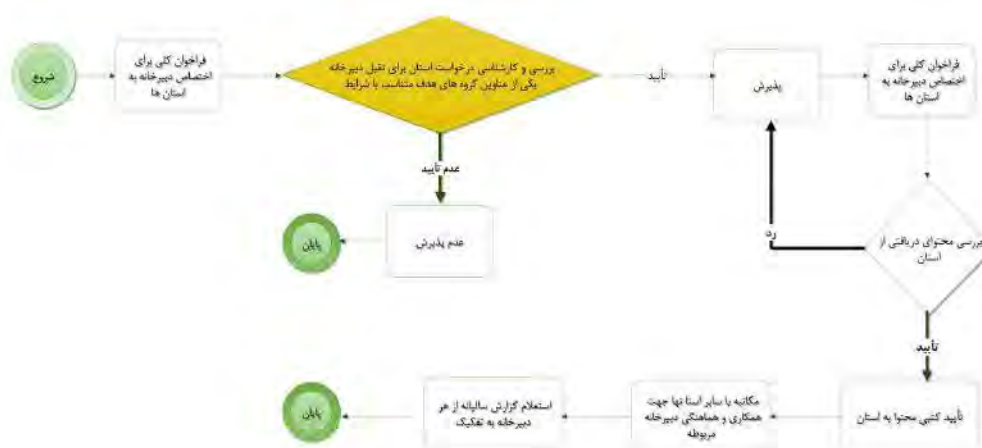 شروع
فراخوان کلی برای
اختصاص دبیرخانه به
استان ها
بررسی و کارشناسی درخواست استان برای تقبل دبیرخانه
یکی از عناوین گروه های هدف متناسب با شرایط
تأیید
پذیرش
فراخوان کلی برای
اختصاص دبیرخانه به
استان ها
عدم تأیید
عدم پذیرش
پایان
رد
بررسی محتوای دریافتی از
استان
تأیید
تأیید کتبی محتوا به استان
مکاتبه با سایر استا نها جهت
همکاری و هماهنگی دبیرخانه
مربوطه
استعلام گزارش سالیانه از هر
دبیرخانه به تفکیک
پایان